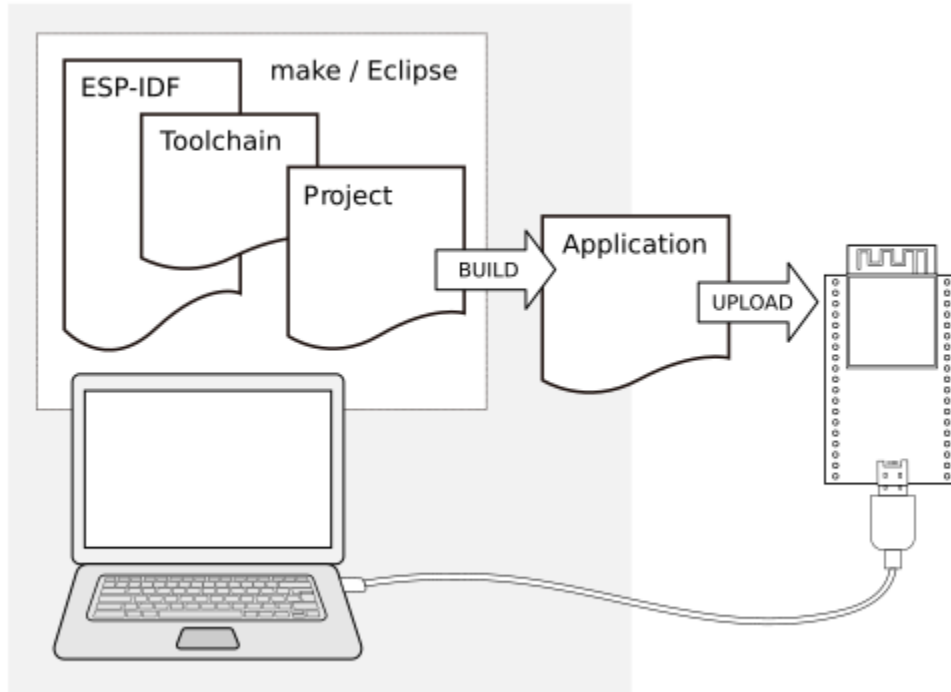 ESP-IDF
make / Eclipse
Toolchain
Project
BUILD
Application
UPLOAD